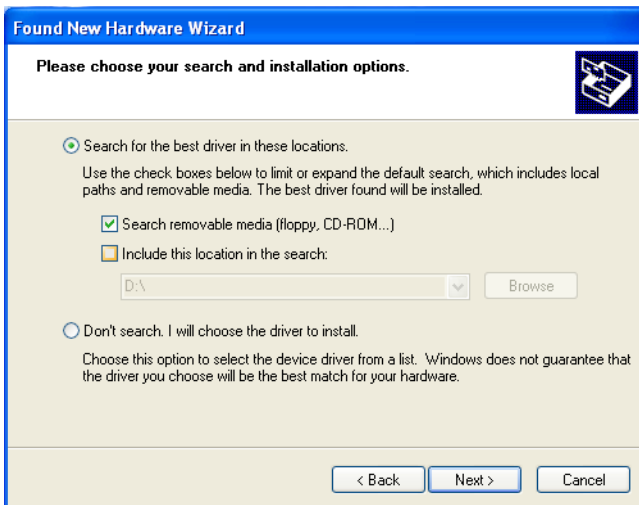 Found New Hardware Wizard
Please choose your search and installation options.
Search for the best driver in these locations.
Use the check boxes below to limit or expand the default search, which includes local
paths and removable media. The best driver found will be installed.
Search removable media (floppy, CD-ROM...)
Include this location in the search:
D:\
Browse
Don't search. I will choose the driver to install.
Choose this option to select the device driver from a list. Windows does not guarantee that
the driver you choose will be the best match for your hardware.
< Back
Next >
Cancel